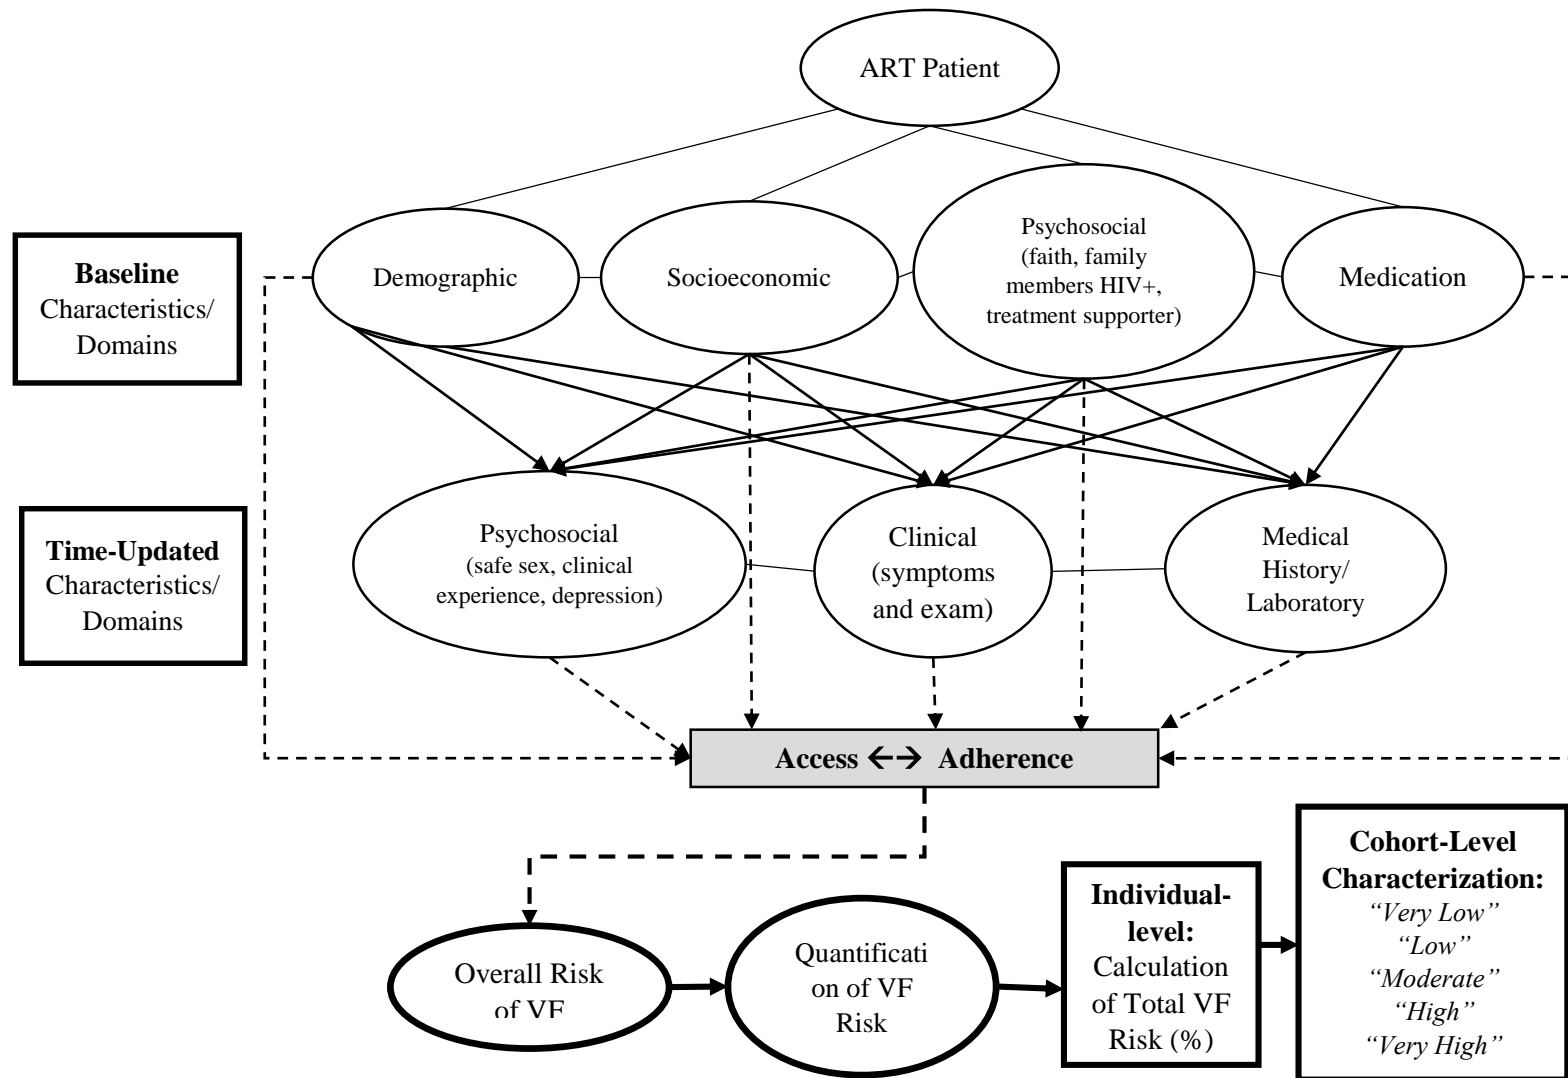 ART Patient
Baseline
Characteristics/
Domains
Demographic
Socioeconomic
Psychosocial
(faith, family
members HIV+,
treatment supporter)
Medication
Time-Updated
Characteristics/
Domains
Psychosocial
(safe sex, clinical
experience, depression)
Clinical
(symptoms
and exam)
Medical
History/
Laboratory
Access ←→ Adherence
Overall Risk
of VF
Quantificati
on of VF
Risk
Individual-
level:
Calculation
of Total VF
Risk (%)
Cohort-Level
Characterization:
“Very Low”
“Low”
“Moderate”
“High”
“Very High”